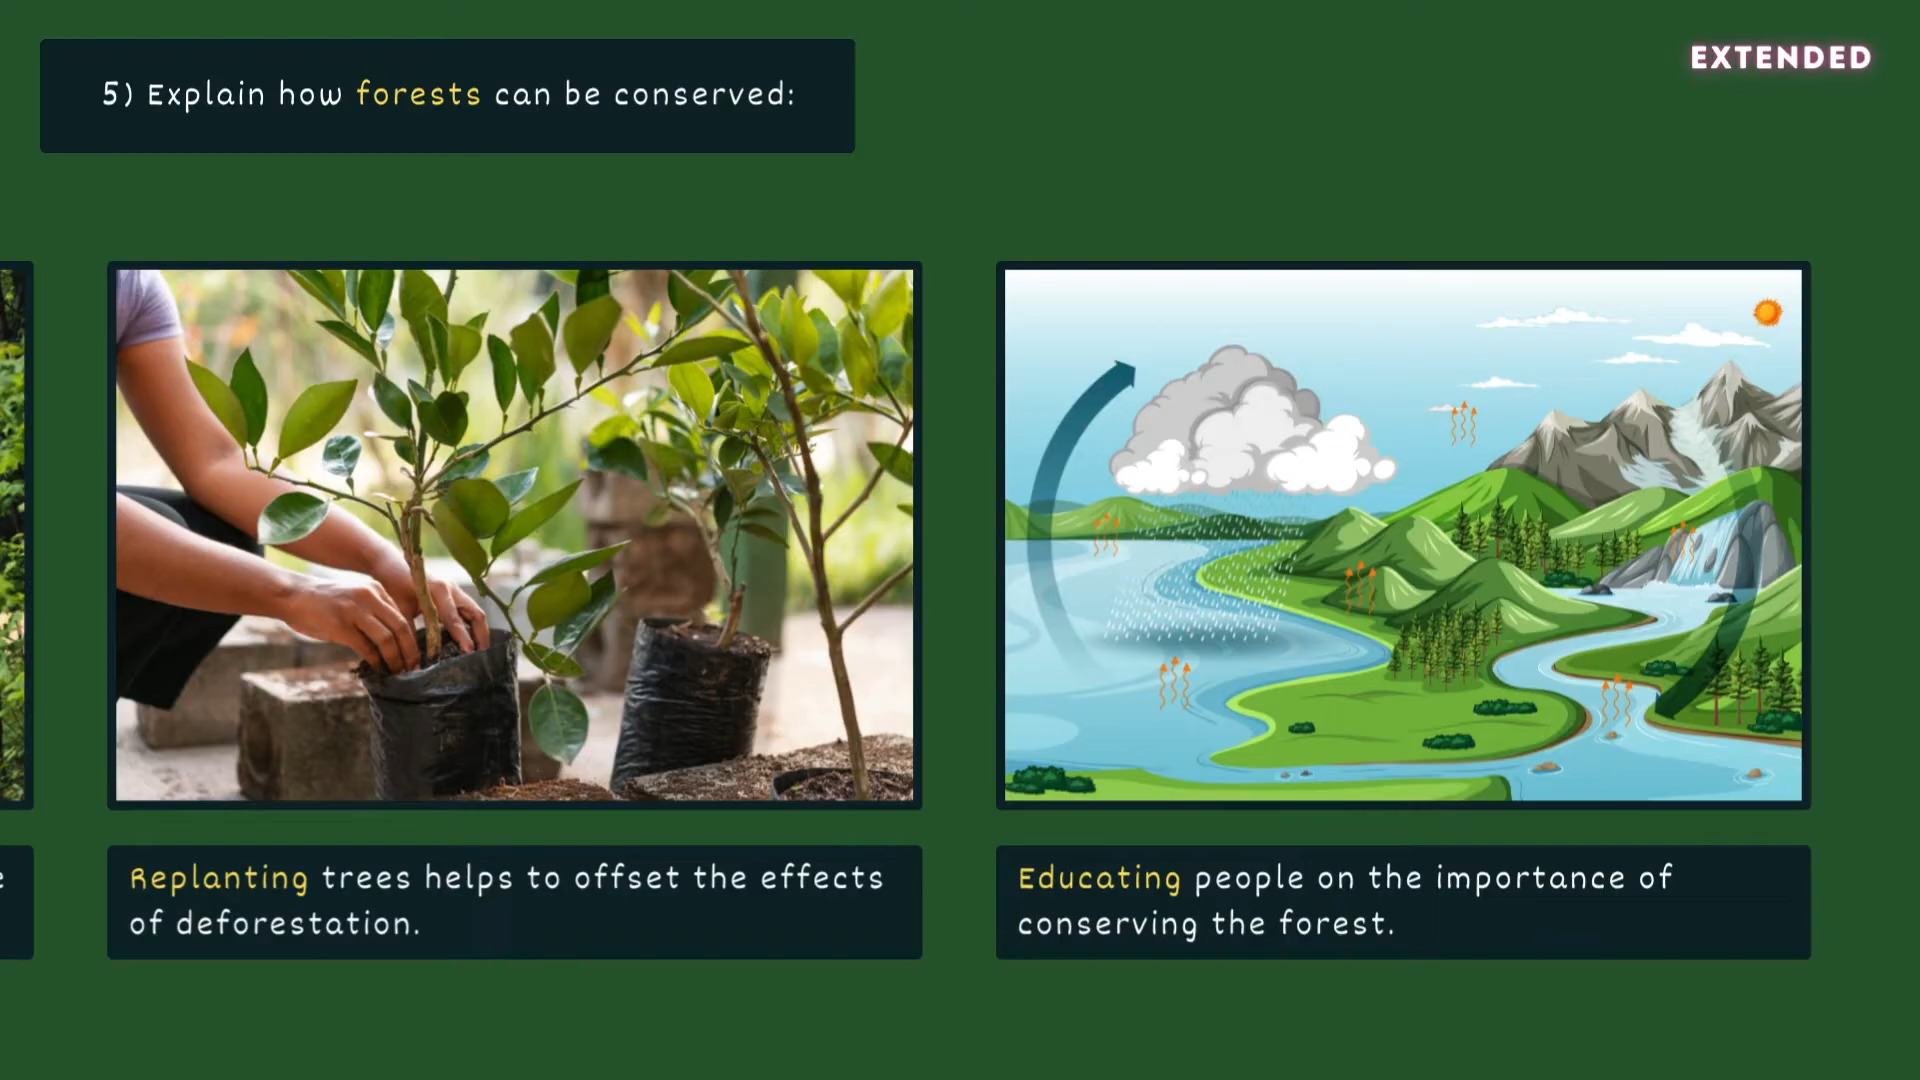 5) Explain how forests can be conserved:
EXTENDED
Replanting trees helps to offset the effects
of deforestation.
Educating people on the importance of
conserving the forest.